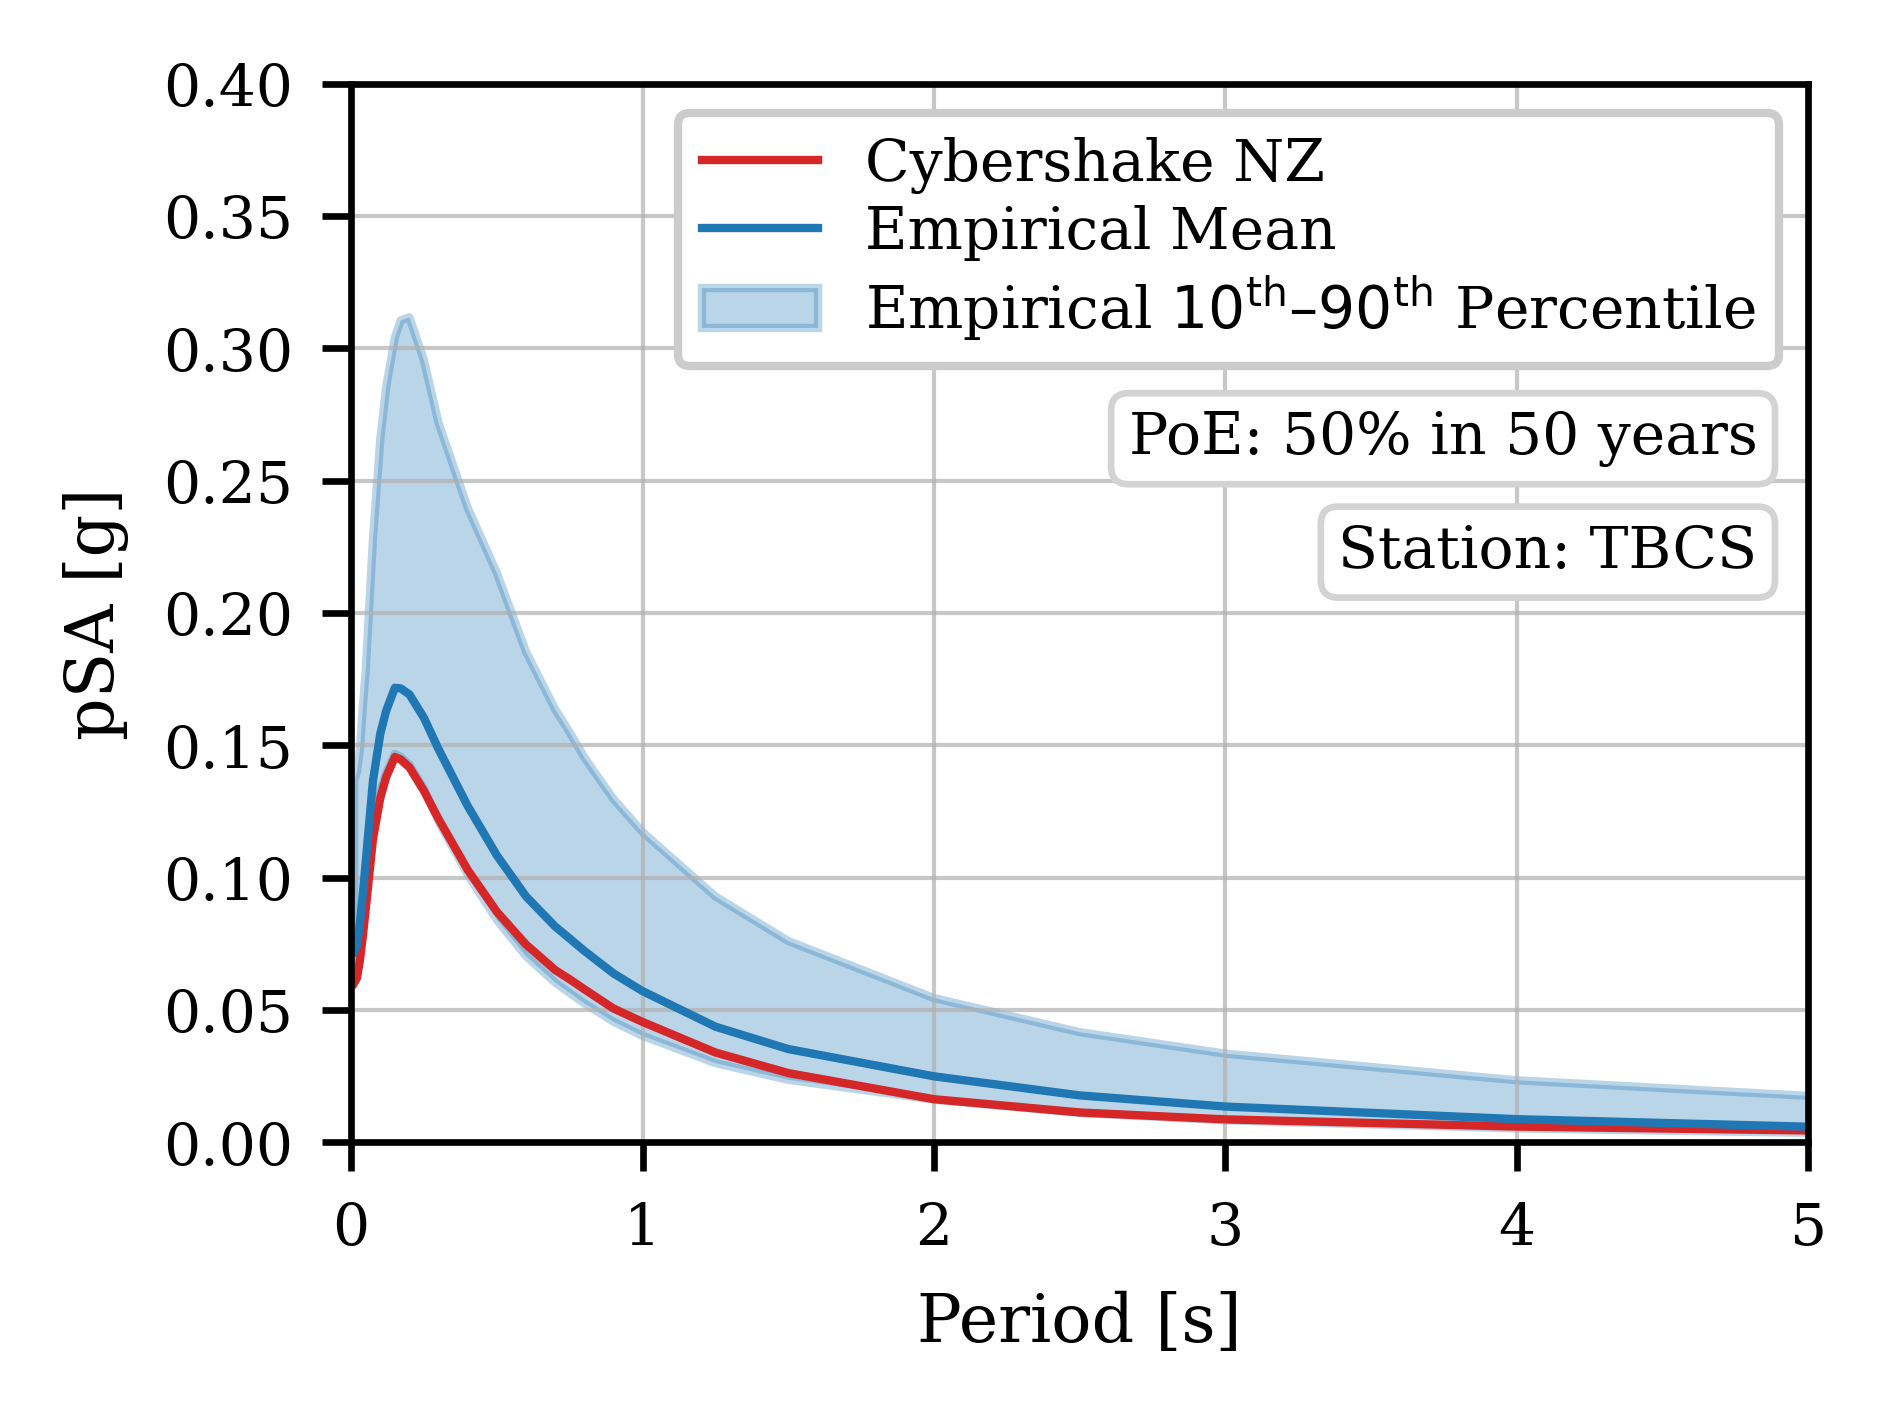 0.40
0.35
0.30
0.25
0.20
0.15
0.10
0.05
0.00
pSA [g]
Cybershake NZ
Empirical Mean
Empirical 10th–90th Percentile
PoE: 50% in 50 years
Station: TBCS
0 1 2 3 4 5
Period [s]